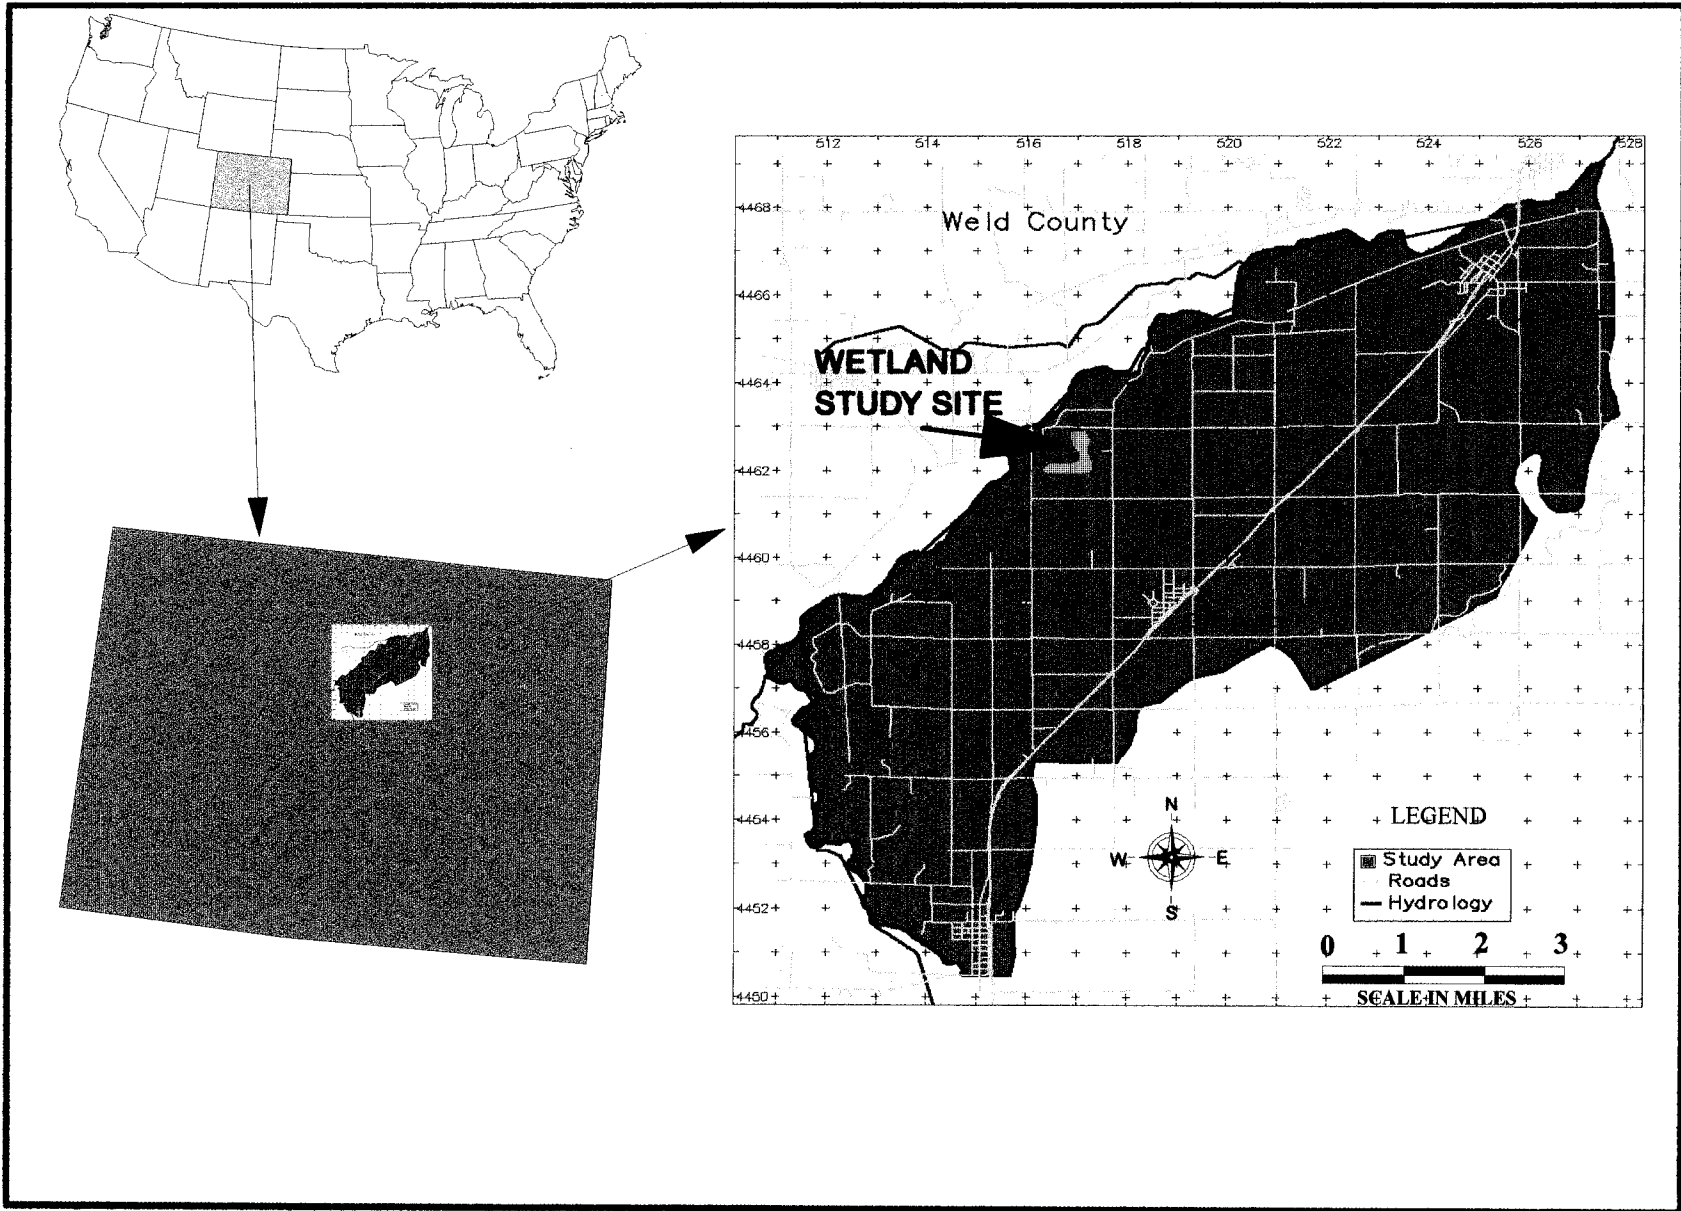 512 514 516 518 520 522 524 526 528
4468
Weld County
4466
WETLAND
STUDY SITE
4464
4462
4460
4458
4456
4454
4452
4450
N
W E
S
LEGEND
Study Area
Roads
Hydrology
0 1 2 3
SCALE IN MILES